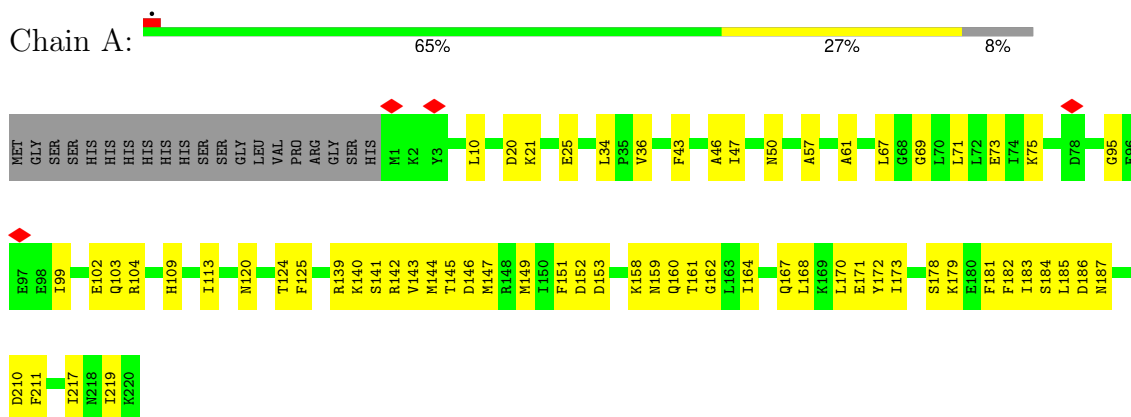 Chain A:
65% 27% 8%
MET GLY SER SER HIS HIS HIS HIS HIS HIS SER SER GLY LEU VAL PRO ARG GLY SER HIS M1 K2 Y3 L10 D20 K21 E25 L34 P35 V36 F43 A46 I47 N50 A57 A61 L67 G68 G69 L70 L71 L72 E73 I74 K75 D78 G95 E96
E97 E98 I99 E102 Q103 R104 H109 I113 N120 T124 F125 R139 K140 S141 R142 V143 M144 T145 D146 M147 R148 M149 I150 F151 D152 D153 K158 N159 Q160 T161 G162 L163 I164 Q167 L168 K169 L170 E171 Y172 I173 S178 K179 E180 F181 F182 I183 S184 L185 D186 N187
D210 F211 I217 N218 I219 K220